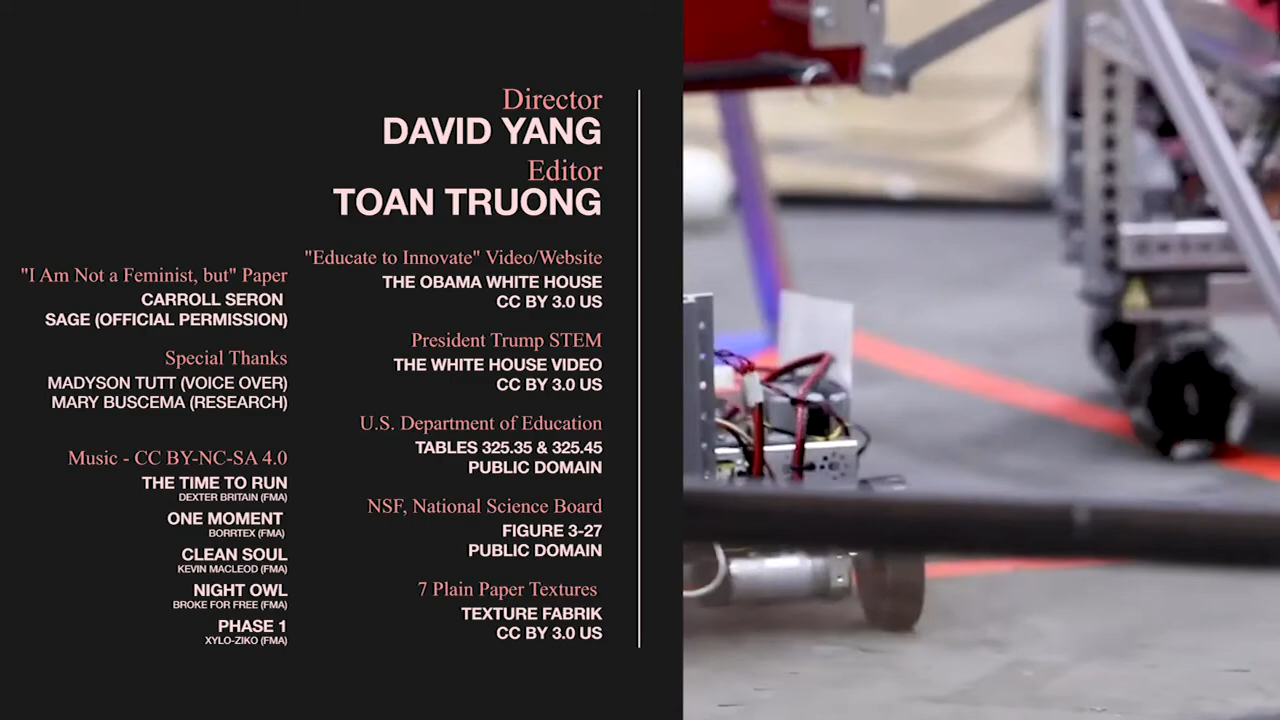 Director
DAVID YANG
Editor
TOAN TRUONG
"I Am Not a Feminist, but" Paper
CARROLL SERON
SAGE (OFFICIAL PERMISSION)
Special Thanks
MADYSON TUTT (VOICE OVER)
MARY BUSCEMA (RESEARCH)
Music - CC BY-NC-SA 4.0
THE TIME TO RUN
DEXTER BRITAIN (FMA)
ONE MOMENT
BORRTEX (FMA)
CLEAN SOUL
KEVIN MACLEOD (FMA)
NIGHT OWL
BROKE FOR FREE (FMA)
PHASE 1
XYLO-ZIKO (FMA)
"Educate to Innovate" Video/Website
THE OBAMA WHITE HOUSE
CC BY 3.0 US
President Trump STEM
THE WHITE HOUSE VIDEO
CC BY 3.0 US
U.S. Department of Education
TABLES 325.35 & 325.45
PUBLIC DOMAIN
NSF, National Science Board
FIGURE 3-27
PUBLIC DOMAIN
7 Plain Paper Textures
TEXTURE FABRIK
CC BY 3.0 US